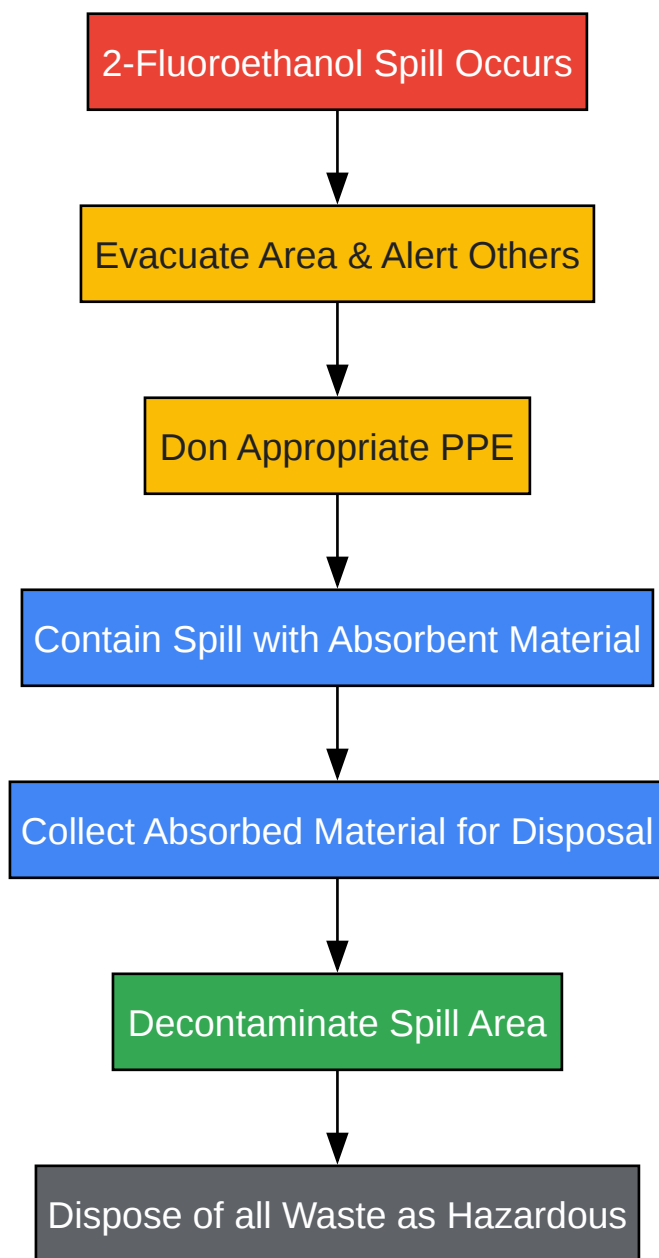 2-Fluoroethanol Spill Occurs
Evacuate Area & Alert Others
Don Appropriate PPE
Contain Spill with Absorbent Material
Collect Absorbed Material for Disposal
Decontaminate Spill Area
Dispose of all Waste as Hazardous